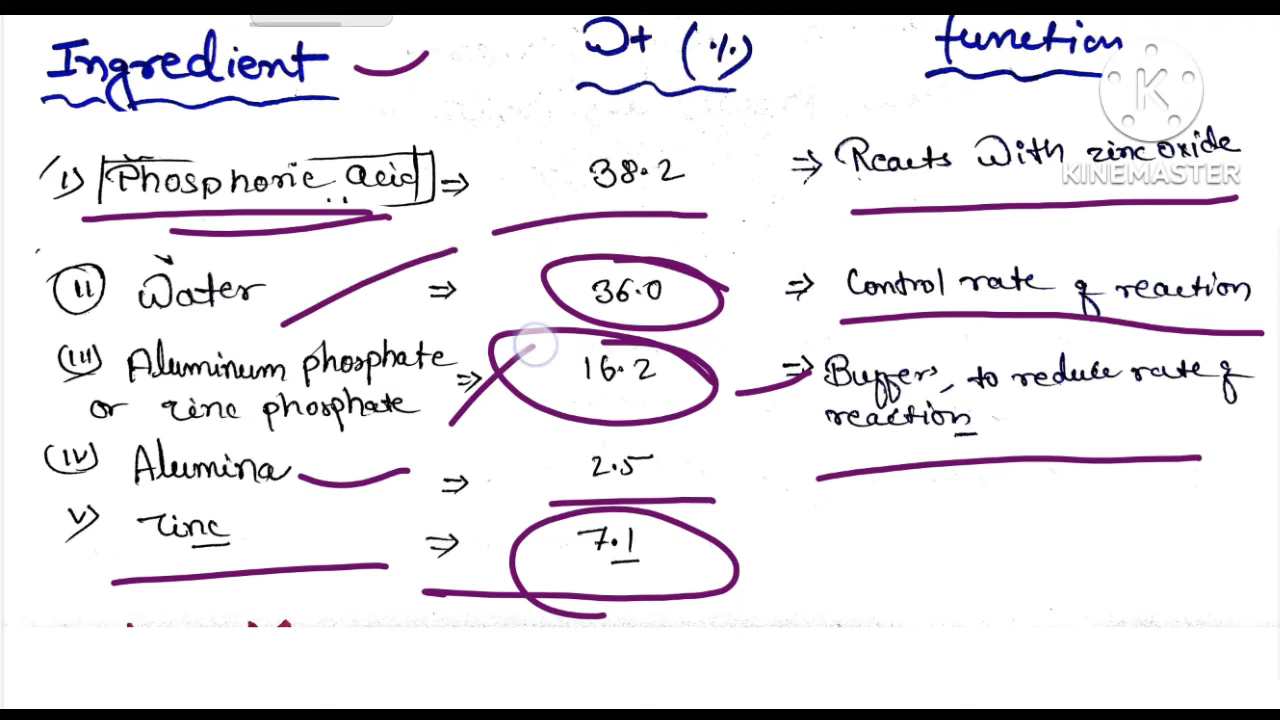 Ingredient Wt (%) function
K
KINEMASTER
i) Phosphoric acid ⇒ 38.2 ⇒ Reacts With zinc oxide
(ii) Water ⇒ 36.0 ⇒ Control rate of reaction
(iii) Aluminum phosphate ⇒ 16.2 ⇒ Buffers, to reduce rate of
or zinc phosphate reaction
(iv) Alumina ⇒ 2.5
v) zinc ⇒ 7.1